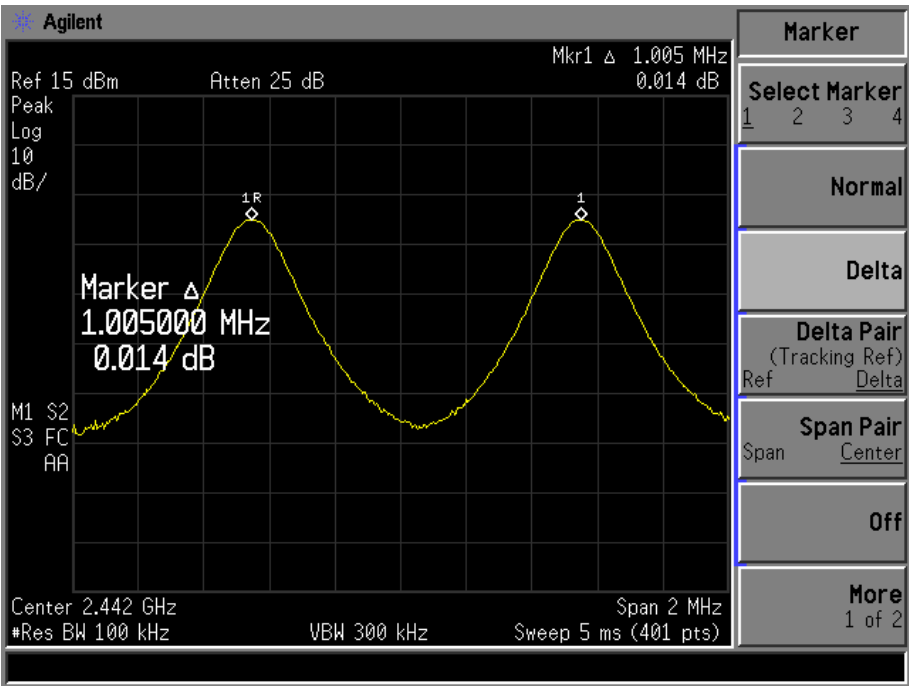 Agilent
Mkr1 Δ 1.005 MHz
Ref 15 dBm Atten 25 dB 0.014 dB
Peak
Log
10
dB/
1R
1
Marker Δ
1.005000 MHz
0.014 dB
M1 S2
S3 FC
AA
Center 2.442 GHz Span 2 MHz
#Res BW 100 kHz VBW 300 kHz Sweep 5 ms (401 pts)
Marker
Select Marker
1 2 3 4
Normal
Delta
Delta Pair
(Tracking Ref)
Ref Delta
Span Pair
Span Center
Off
More
1 of 2